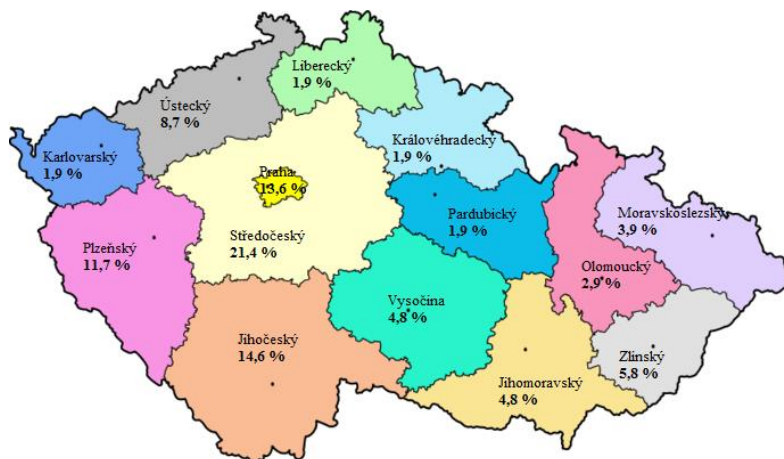 Liberecký
1,9 %
Ústecký
8,7 %
Karlovarský
1,9 %
Královéhradecký
1,9 %
Praha
13,6 %
Středočeský
21,4 %
Pardubický
1,9 %
Plzeňský
11,7 %
Moravskoslezský
3,9 %
Olomoucký
2,9 %
Vysočina
4,8 %
Jihočeský
14,6 %
Zlinský
5,8 %
Jihomoravský
4,8 %